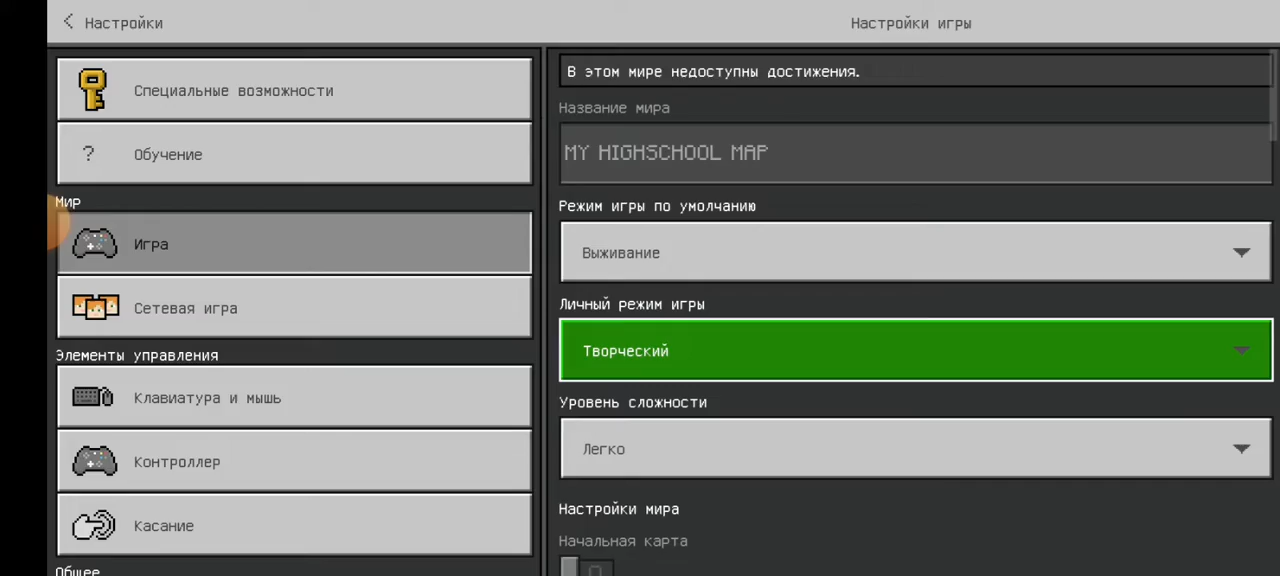 Настройки
Настройки игры
Специальные возможности
Обучение
Мир
Игра
Сетевая игра
Элементы управления
Клавиатура и мышь
Контроллер
Касание
Общее
В этом мире недоступны достижения.
Название мира
MY HIGHSCHOOL MAP
Режим игры по умолчанию
Выживание
Личный режим игры
Творческий
Уровень сложности
Легко
Настройки мира
Начальная карта